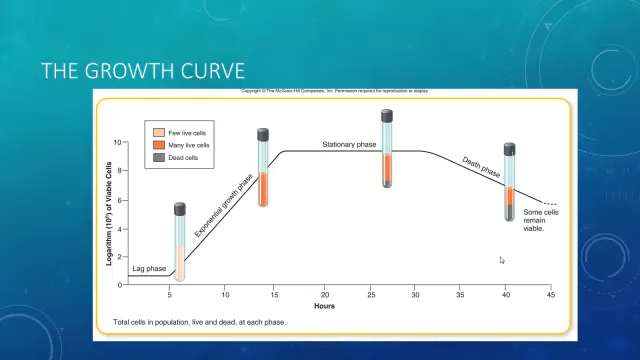 THE GROWTH CURVE
Copyright © The McGraw-Hill Companies, Inc. Permission required for reproduction or display
Few live cells
Many live cells
Dead cells
Logarithm (10ⁿ) of Viable Cells
10
8
6
4
2
0
Lag phase
Exponential growth phase
Stationary phase
Death phase
Some cells
remain
viable.
5
10
15
20
25
30
35
40
45
Hours
Total cells in population, live and dead, at each phase.